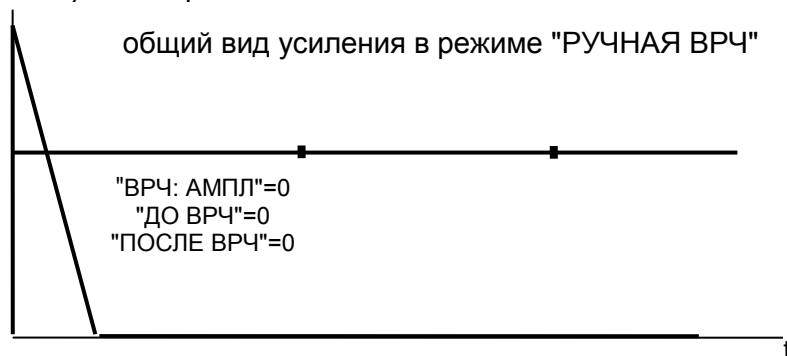 общий вид усиления в режиме "РУЧНАЯ ВРЧ"
"ВРЧ: АМПЛ"=0
"ДО ВРЧ"=0
"ПОСЛЕ ВРЧ"=0
t